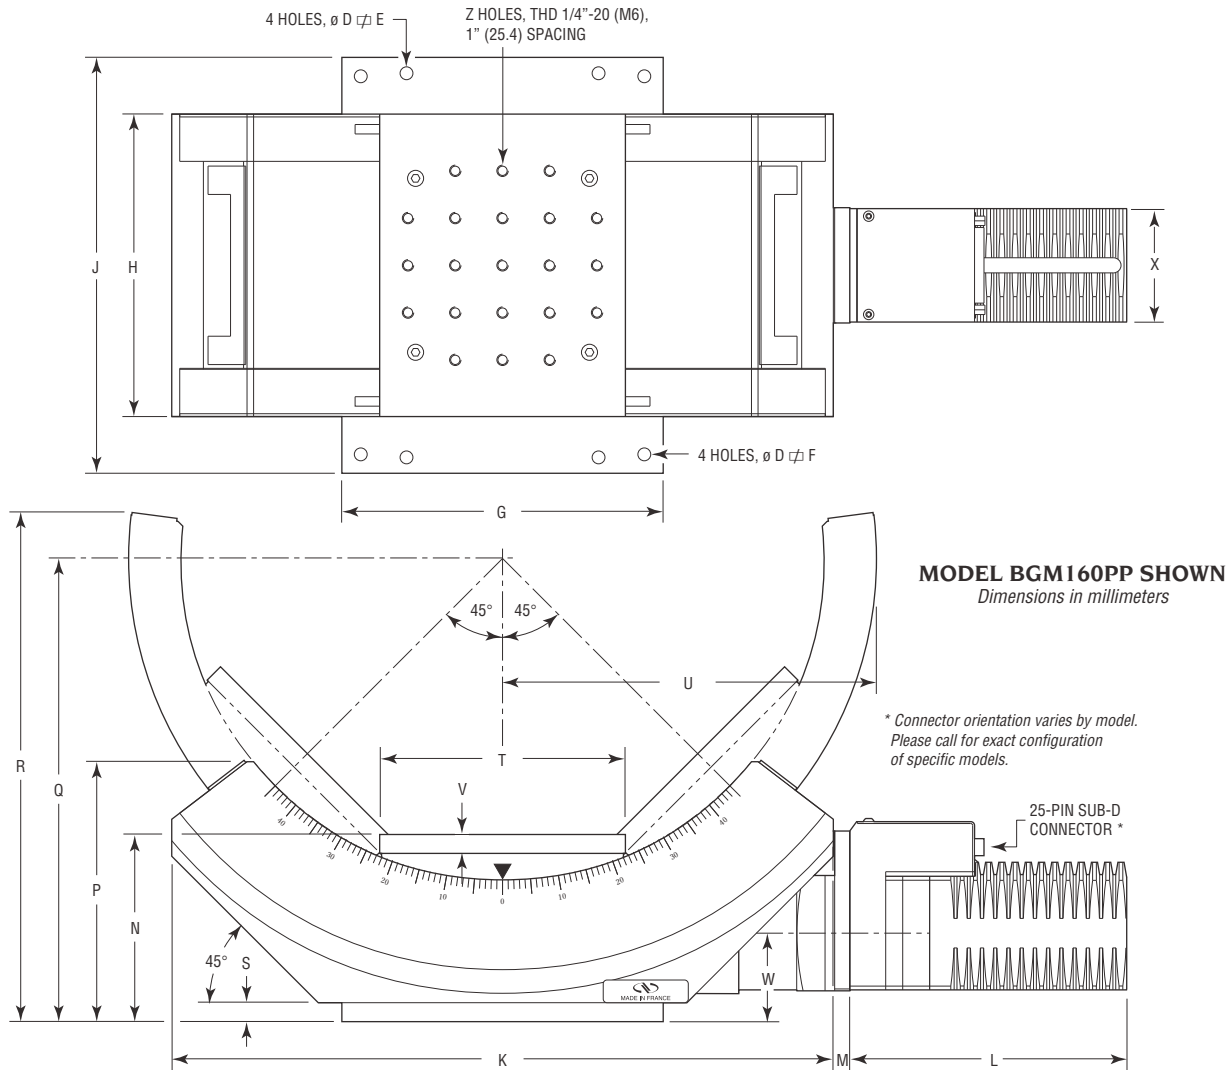 4 HOLES, ø D ⌴ E
Z HOLES, THD 1/4”-20 (M6),
1” (25.4) SPACING
J
H
X
4 HOLES, ø D ⌴ F
G
MODEL BGM160PP SHOWN
Dimensions in millimeters
45° 45°
U
* Connector orientation varies by model.
Please call for exact configuration
of specific models.
R
Q
T
V
25-PIN SUB-D
CONNECTOR *
40 30 20 10 0 10 20 30 40
P
N
45°
S
W
MADE IN FRANCE
K
M
L